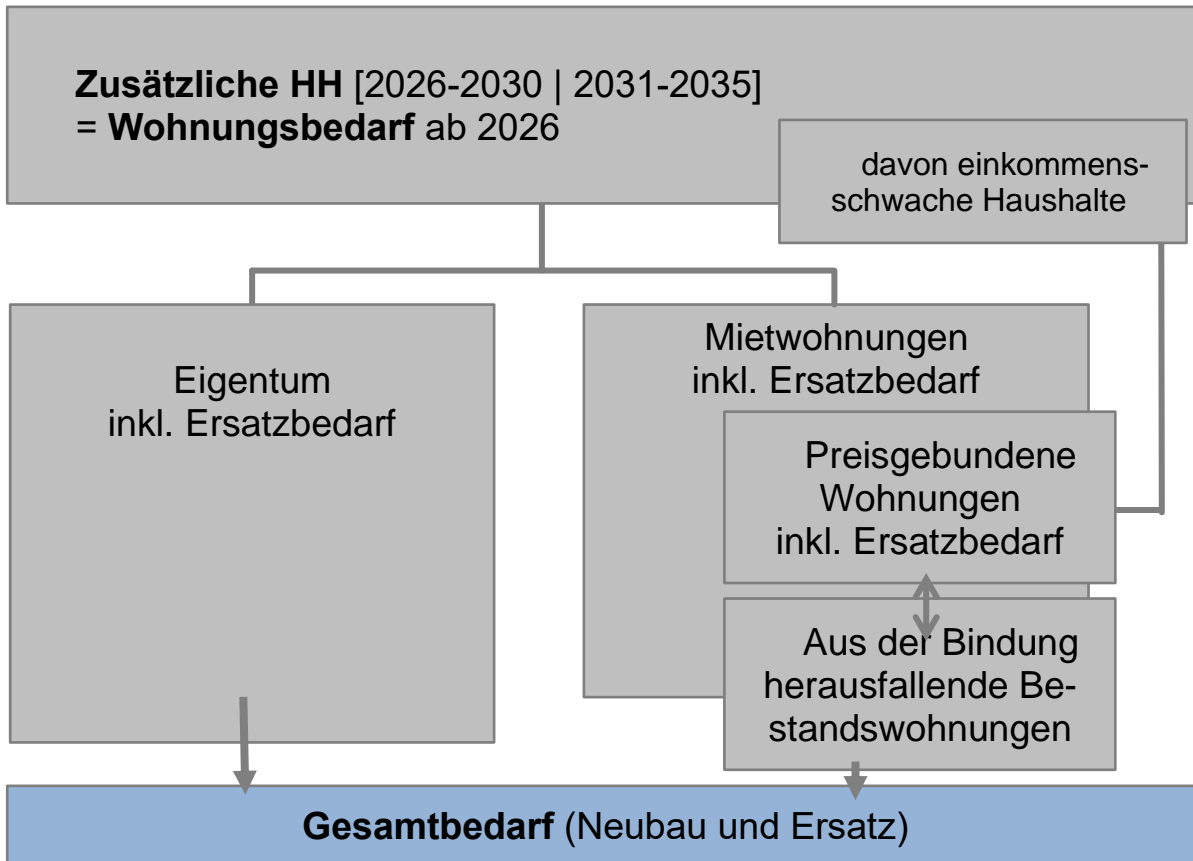 Zusätzliche HH [2026-2030 | 2031-2035]
= Wohnungsbedarf ab 2026
davon einkommens-
schwache Haushalte
Eigentum
inkl. Ersatzbedarf
Mietwohnungen
inkl. Ersatzbedarf
Preisgebundene
Wohnungen
inkl. Ersatzbedarf
Aus der Bindung
herausfallende Be-
standswohnungen
Gesamtbedarf (Neubau und Ersatz)